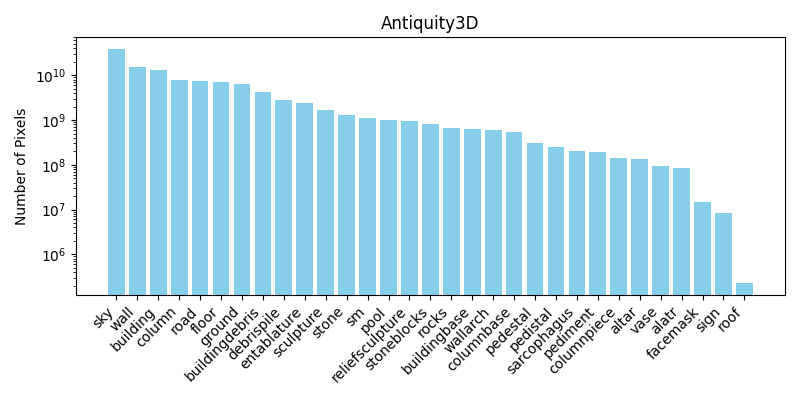 Antiquity3D
Number of Pixels
10^10
10^9
10^8
10^7
10^6
sky
wall
building
column
road
floor
ground
buildingdebris
debrispile
entablature
sculpture
stone
sm
pool
reliefsculpture
stoneblocks
rocks
buildingbase
wallarch
columnbase
pedestal
pedistal
sarcophagus
pediment
columnpiece
altar
vase
alatr
facemask
sign
roof